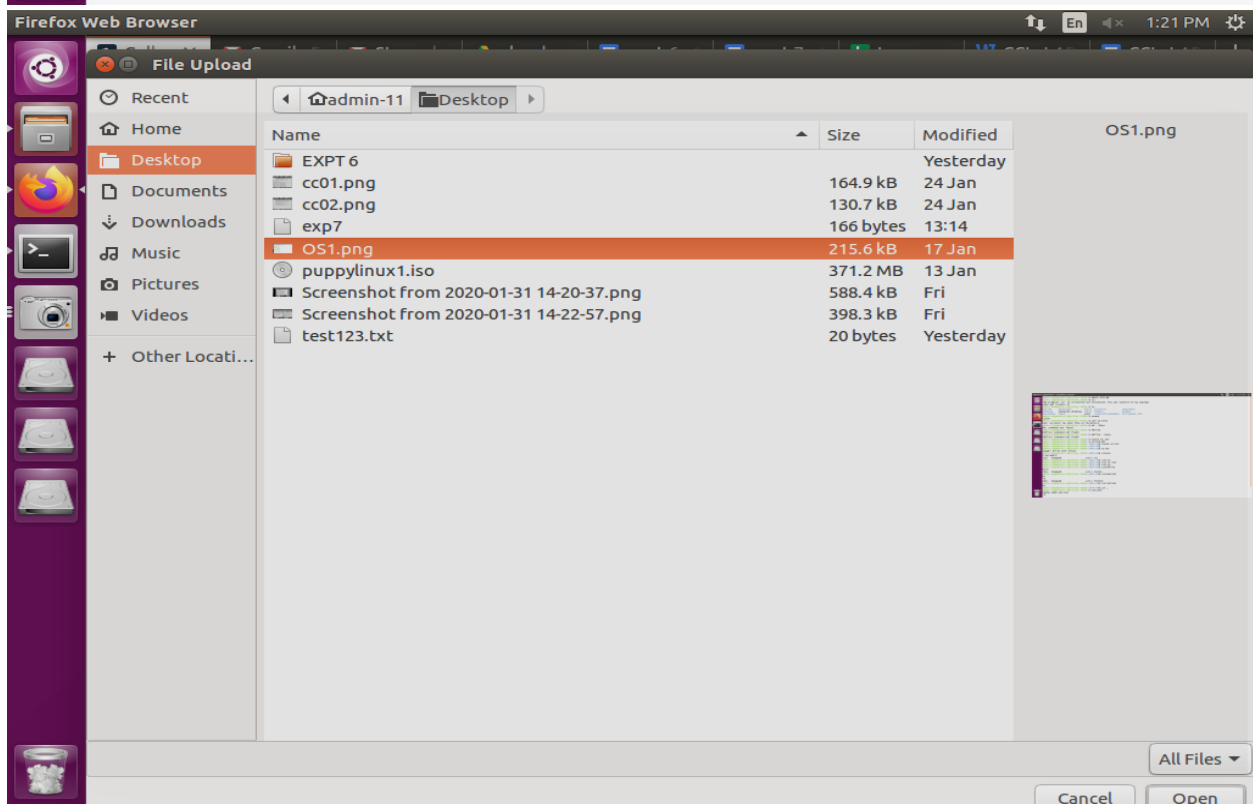 Firefox Web Browser
En
1:21 PM
File Upload
Recent
Home
Desktop
Documents
Downloads
Music
Pictures
Videos
+ Other Locati...
admin-11 Desktop
Name Size Modified
EXPT 6 Yesterday
cc01.png 164.9 kB 24 Jan
cc02.png 130.7 kB 24 Jan
exp7 166 bytes 13:14
OS1.png 215.6 kB 17 Jan
puppylinux1.iso 371.2 MB 13 Jan
Screenshot from 2020-01-31 14-20-37.png 588.4 kB Fri
Screenshot from 2020-01-31 14-22-57.png 398.3 kB Fri
test123.txt 20 bytes Yesterday
OS1.png
All Files
Cancel Open